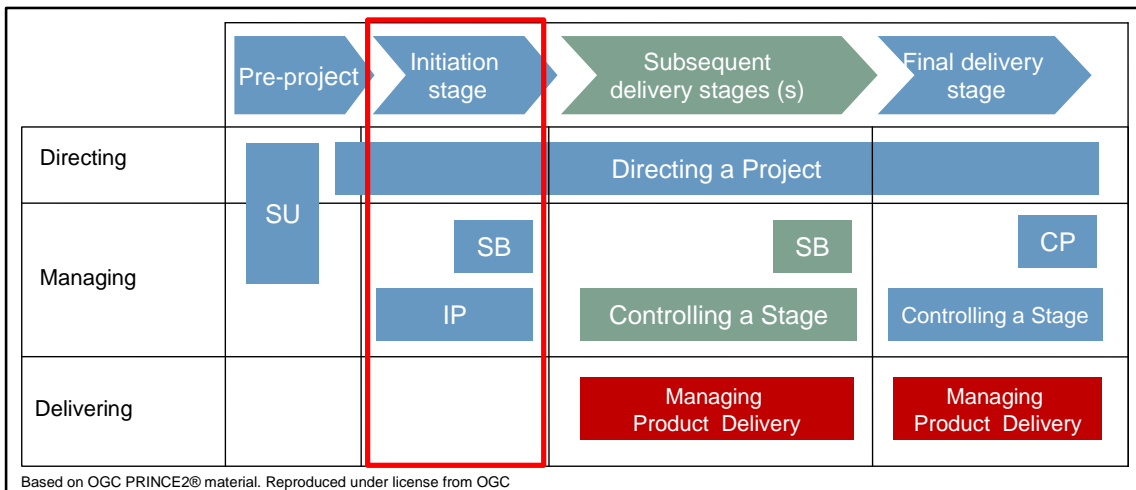 Pre-project
Initiation
stage
Subsequent
delivery stages (s)
Final delivery
stage
Directing
Directing a Project
SU
Managing
SB
SB
CP
IP
Controlling a Stage
Controlling a Stage
Delivering
Managing
Product Delivery
Managing
Product Delivery
Based on OGC PRINCE2® material. Reproduced under license from OGC